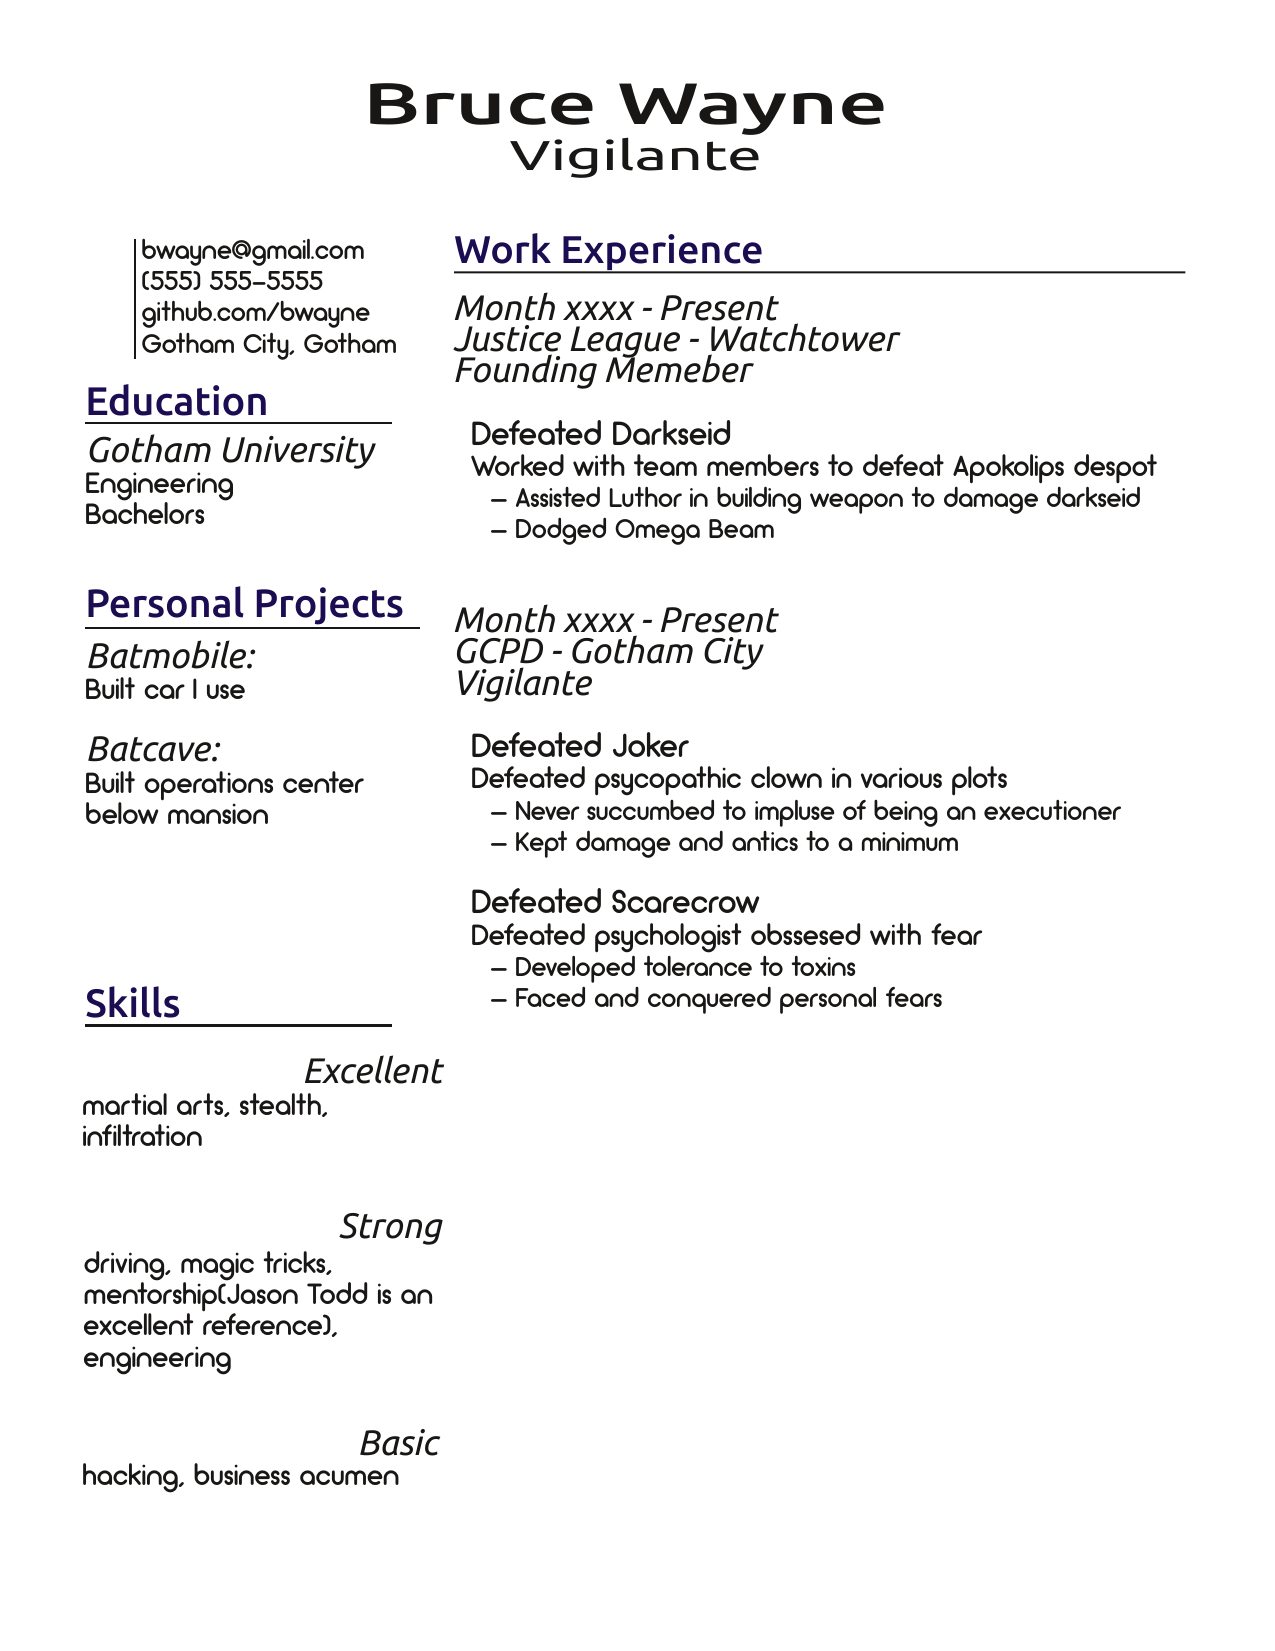 Bruce Wayne
Vigilante
bwayne@gmail.com
(555) 555-5555
github.com/bwayne
Gotham City, Gotham
Education
Gotham University
Engineering
Bachelors
Personal Projects
Batmobile:
Built car I use
Batcave:
Built operations center
below mansion
Skills
Excellent
martial arts, stealth,
infiltration
Strong
driving, magic tricks,
mentorship(Jason Todd is an
excellent reference),
engineering
Basic
hacking, business acumen
Work Experience
Month xxxx - Present
Justice League - Watchtower
Founding Memeber
Defeated Darkseid
Worked with team members to defeat Apokolips despot
– Assisted Luthor in building weapon to damage darkseid
– Dodged Omega Beam
Month xxxx - Present
GCPD - Gotham City
Vigilante
Defeated Joker
Defeated psycopathic clown in various plots
– Never succumbed to impluse of being an executioner
– Kept damage and antics to a minimum
Defeated Scarecrow
Defeated psychologist obssesed with fear
– Developed tolerance to toxins
– Faced and conquered personal fears